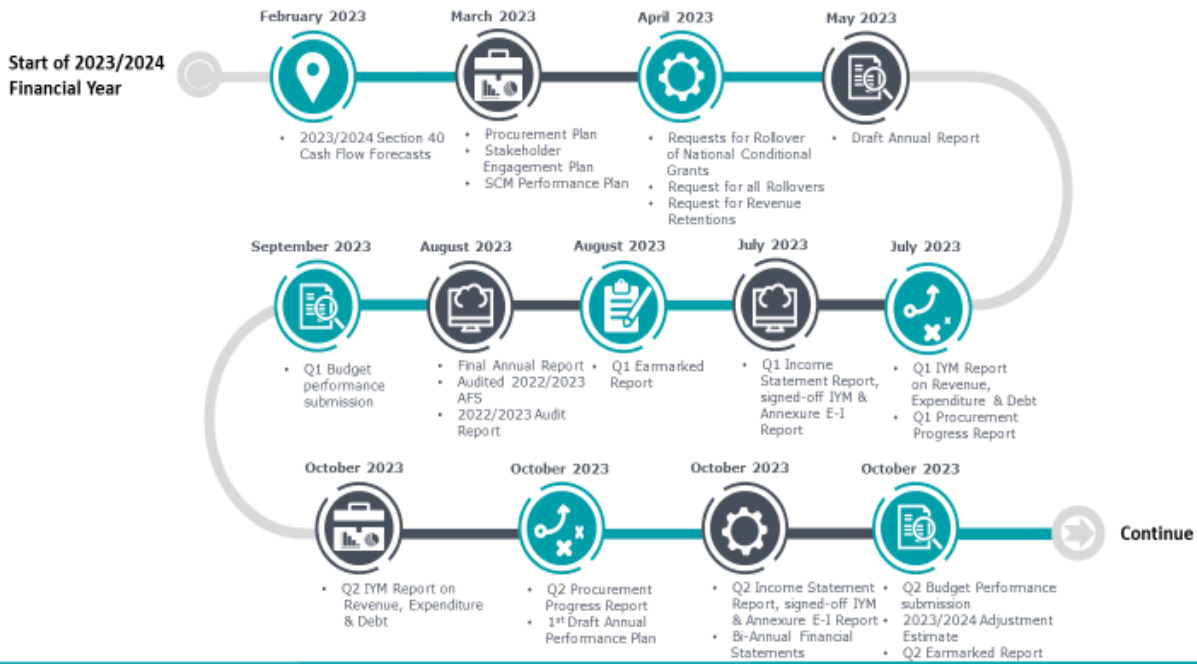 February 2023
March 2023
April 2023
May 2023
Start of 2023/2024
Financial Year
• 2023/2024 Section 40
Cash Flow Forecasts
• Procurement Plan
• Stakeholder
Engagement Plan
• SCM Performance Plan
• Requests for Rollover
of National Conditional
Grants
• Request for all Rollovers
• Request for Revenue
Retentions
• Draft Annual Report
September 2023
August 2023
August 2023
July 2023
July 2023
• Q1 Budget
performance
submission
• Final Annual Report
• Audited 2022/2023
AFS
• 2022/2023 Audit
Report
• Q1 Earmarked
Report
• Q1 Income
Statement Report,
signed-off IYM &
Annexure E-I
Report
• Q1 IYM Report
on Revenue,
Expenditure & Debt
• Q1 Procurement
Progress Report
October 2023
October 2023
October 2023
October 2023
Continue
• Q2 IYM Report on
Revenue, Expenditure
& Debt
• Q2 Procurement
Progress Report
• 1st Draft Annual
Performance Plan
• Q2 Income Statement
Report, signed-off IYM
& Annexure E-I Report
• Bi-Annual Financial
Statements
• Q2 Budget Performance
submission
• 2023/2024 Adjustment
Estimate
• Q2 Earmarked Report